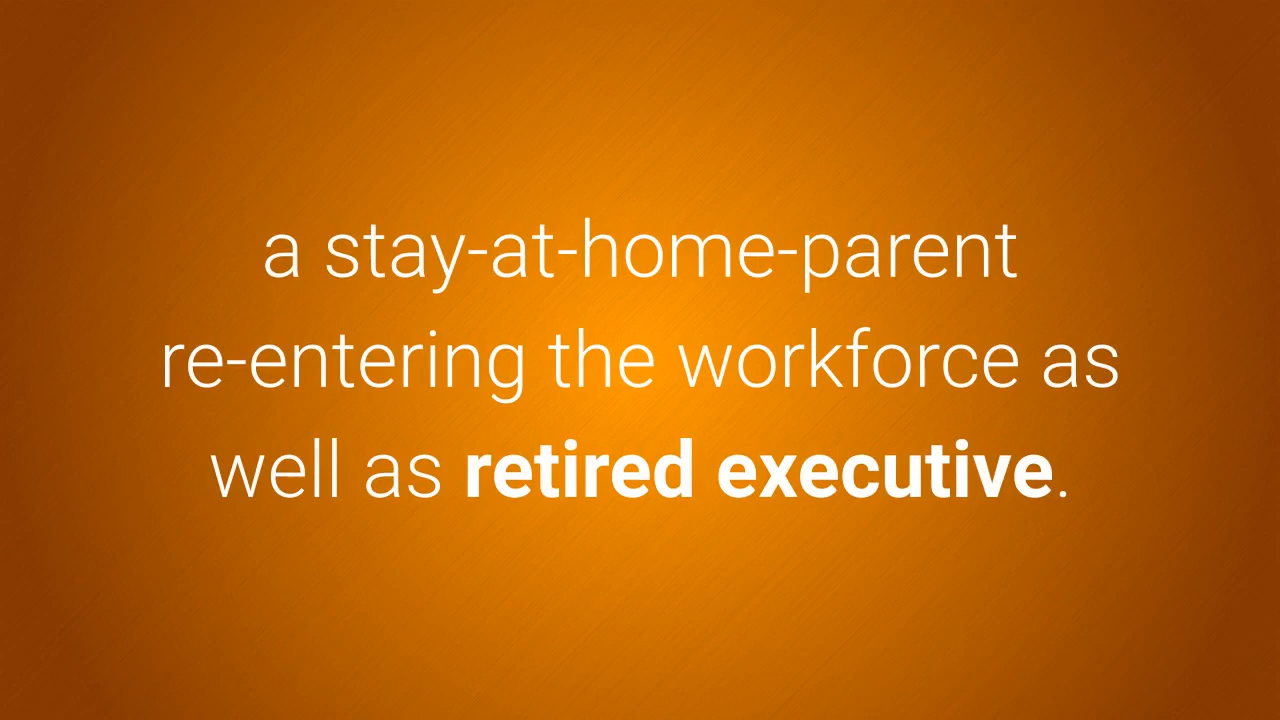 a stay-at-home-parent
re-entering the workforce as
well as retired executive.